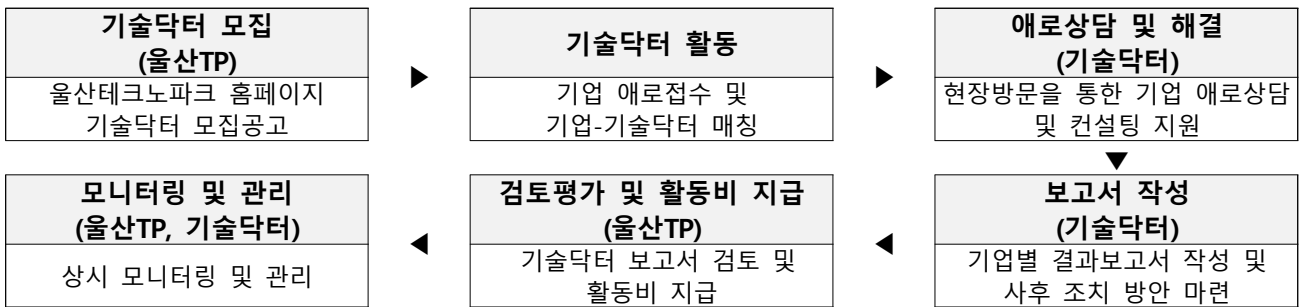 기술닥터 모집
(울산TP)
울산테크노파크 홈페이지
기술닥터 모집공고
▶
기술닥터 활동
기업 애로접수 및
기업-기술닥터 매칭
▶
애로상담 및 해결
(기술닥터)
현장방문을 통한 기업 애로상담
및 컨설팅 지원
▼
보고서 작성
(기술닥터)
기업별 결과보고서 작성 및
사후 조치 방안 마련
◀
검토평가 및 활동비 지급
(울산TP)
기술닥터 보고서 검토 및
활동비 지급
◀
모니터링 및 관리
(울산TP, 기술닥터)
상시 모니터링 및 관리